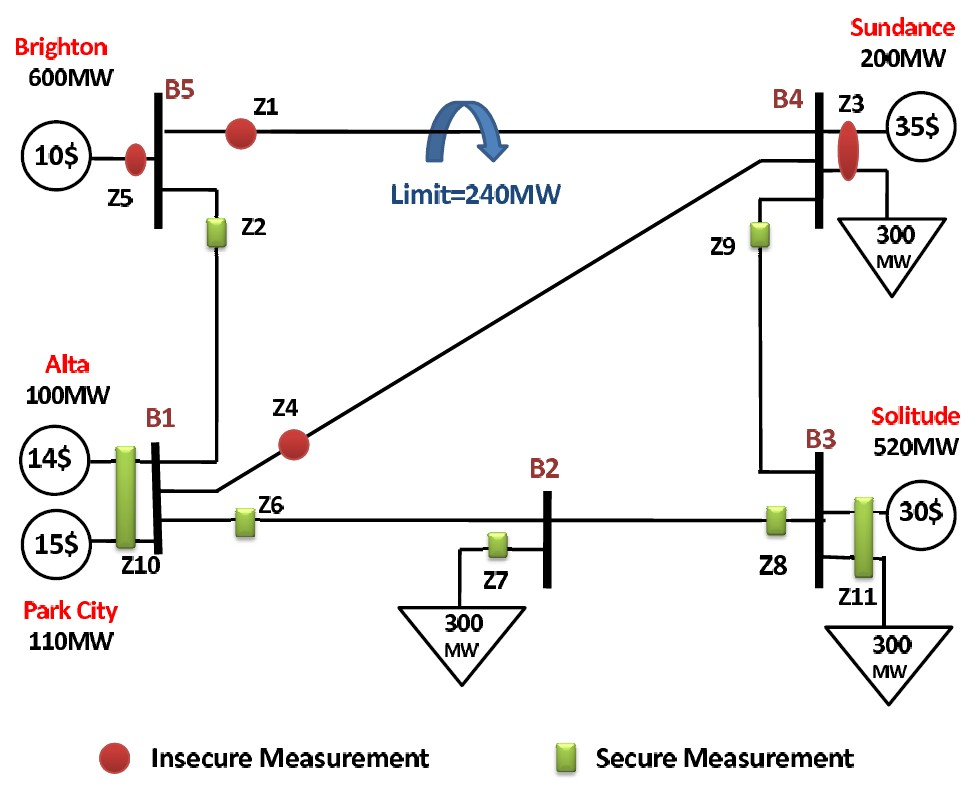 Brighton
600MW
B5
Z1
B4
Sundance
200MW
Z3
10$
35$
Z5
Limit=240MW
Z2
Z9
300
MW
Alta
100MW
B1
Z4
14$
Z6
B2
B3
Solitude
520MW
30$
15$
Z10
Z7
Z8
Z11
Park City
110MW
300
MW
300
MW
Insecure Measurement
Secure Measurement